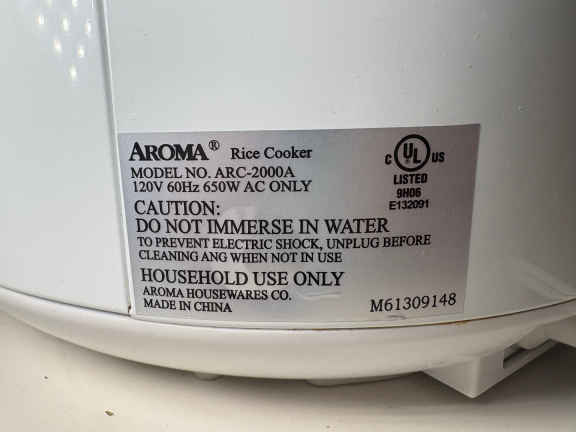 AROMA® Rice Cooker
MODEL NO. ARC-2000A
120V 60Hz 650W AC ONLY
C UL US
LISTED
9H06
E132091
CAUTION:
DO NOT IMMERSE IN WATER
TO PREVENT ELECTRIC SHOCK, UNPLUG BEFORE
CLEANING ANG WHEN NOT IN USE
HOUSEHOLD USE ONLY
AROMA HOUSEWARES CO.
MADE IN CHINA
M61309148